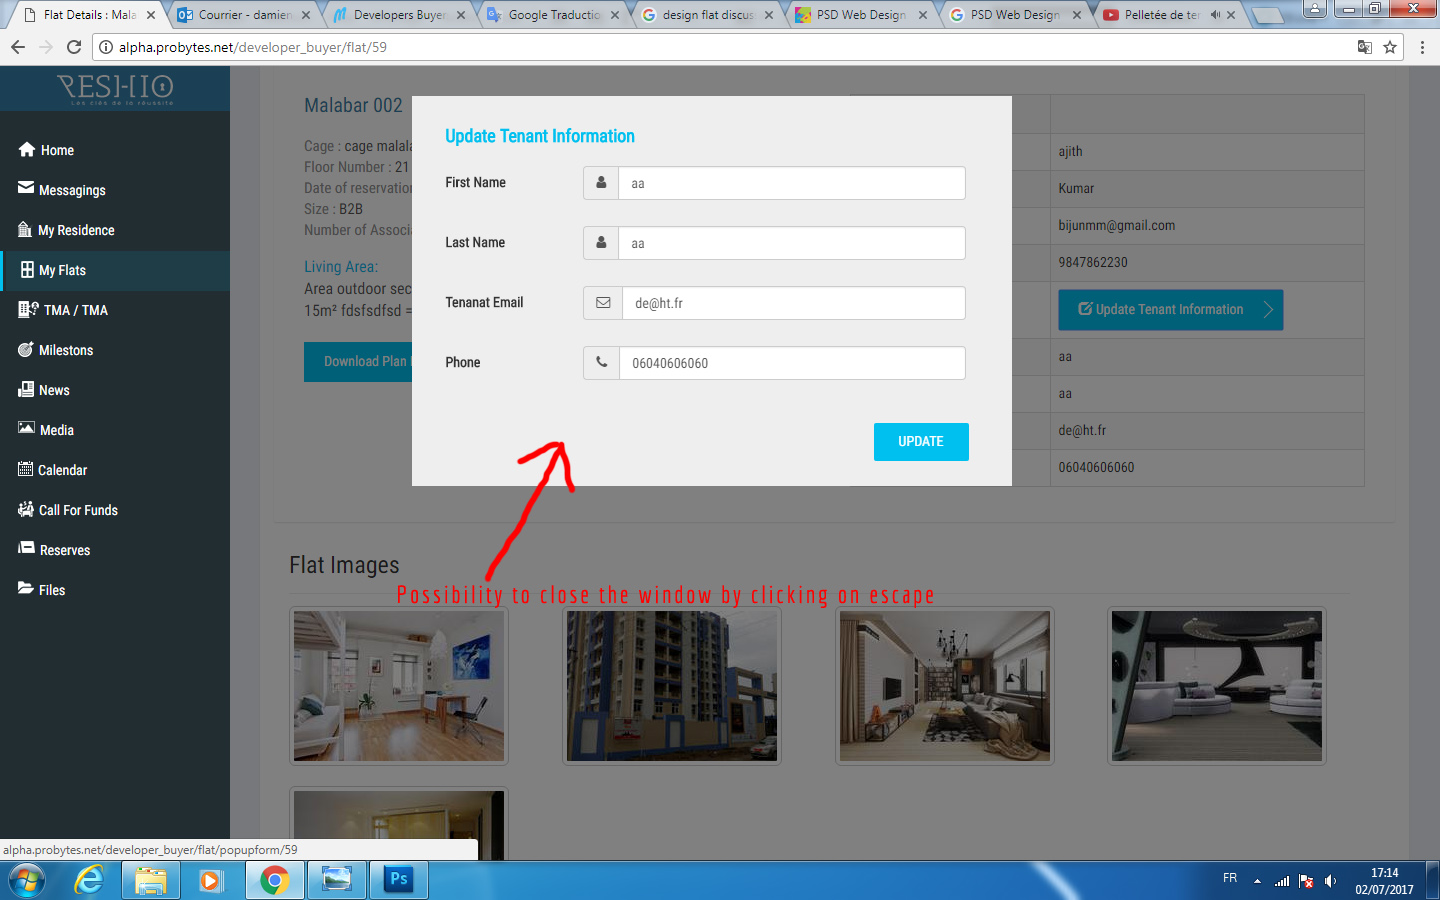 Flat Details : Mala
Courrier - damien
Developers Buyer
Google Traduction
design flat discus
PSD Web Design
PSD Web Design
Pelletée de ter
alpha.probytes.net/developer_buyer/flat/59
RESHIO
Les clés de la réussite
Home
Messagings
My Residence
My Flats
TMA / TMA
Milestons
News
Media
Calendar
Call For Funds
Reserves
Files
Malabar 002
Cage : cage malala
Floor Number : 21
Date of reservation
Size : B2B
Number of Associa
Living Area:
Area outdoor sec
15m² fdsfsdfsd =
Download Plan
Update Tenant Information
First Name
aa
Last Name
aa
Tenanat Email
de@ht.fr
Phone
06040606060
UPDATE
ajith
Kumar
bijunmm@gmail.com
9847862230
Update Tenant Information
aa
aa
de@ht.fr
06040606060
Possibility to close the window by clicking on escape
Flat Images
alpha.probytes.net/developer_buyer/flat/popupform/59
Ps
FR
17:14
02/07/2017